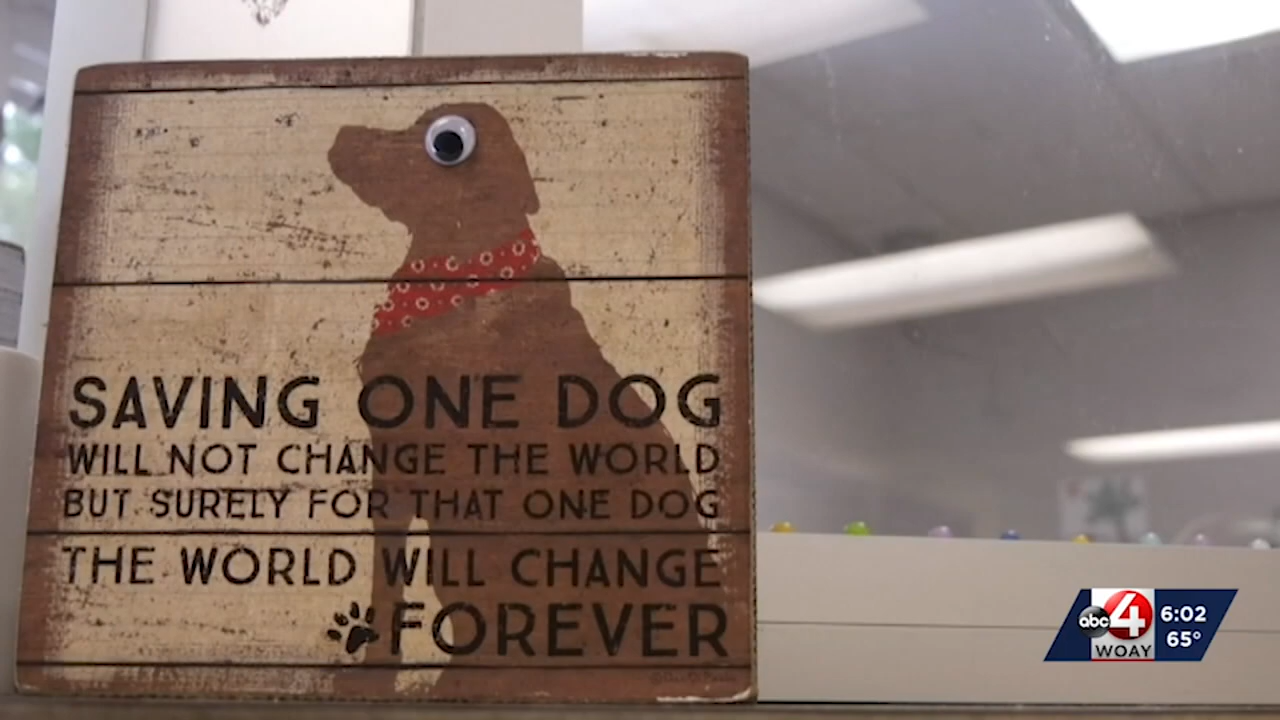 SAVING ONE DOG
WILL NOT CHANGE THE WORLD
BUT SURELY FOR THAT ONE DOG
THE WORLD WILL CHANGE
FOREVER
abc 4 6:02
WOAY 65°